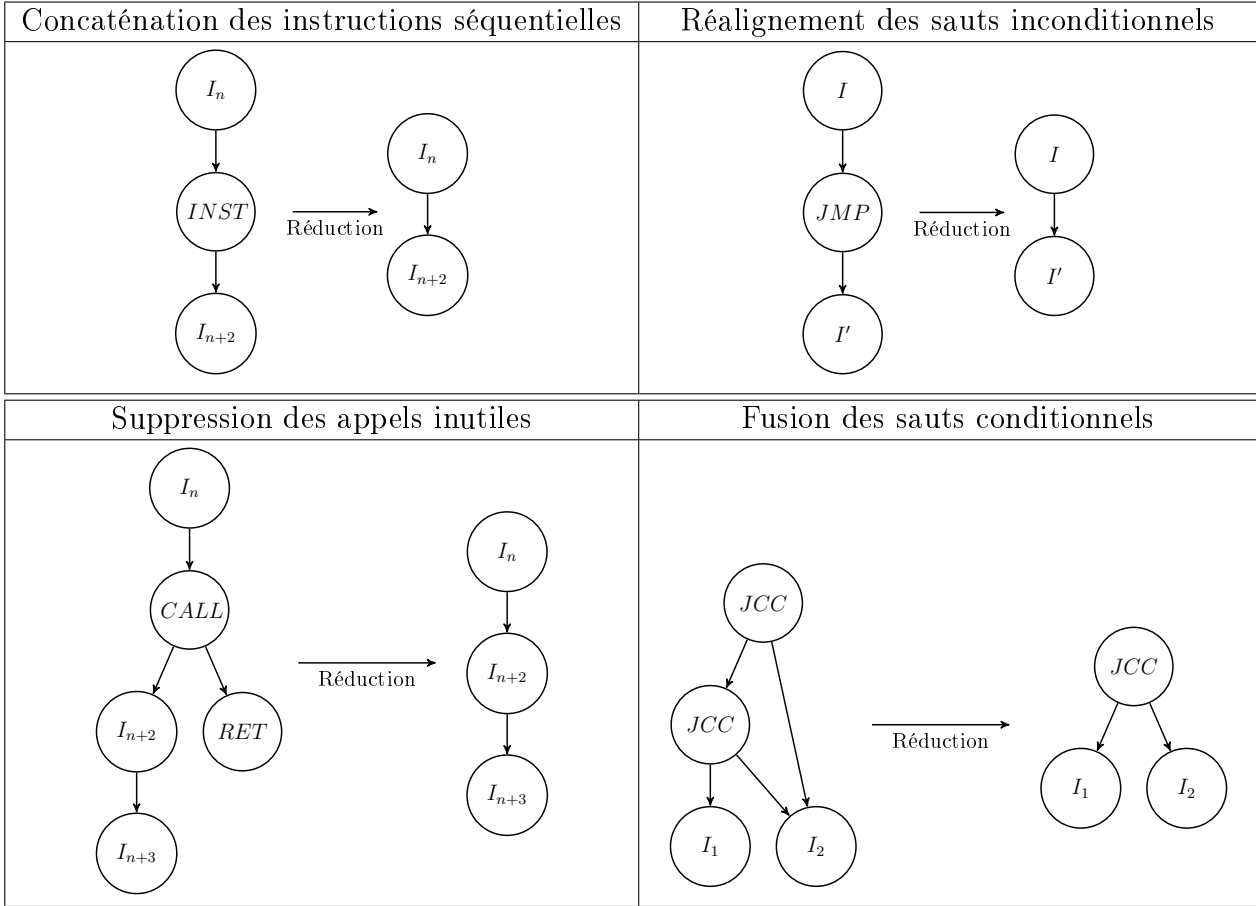 Concaténation des instructions séquentielles
I_n
INST
I_{n+2}
Réduction
I_n
I_{n+2}
Réalignement des sauts inconditionnels
I
JMP
I'
Réduction
I
I'
Suppression des appels inutiles
I_n
CALL
I_{n+2}
RET
I_{n+3}
Réduction
I_n
I_{n+2}
I_{n+3}
Fusion des sauts conditionnels
JCC
JCC
I_1
I_2
Réduction
JCC
I_1
I_2